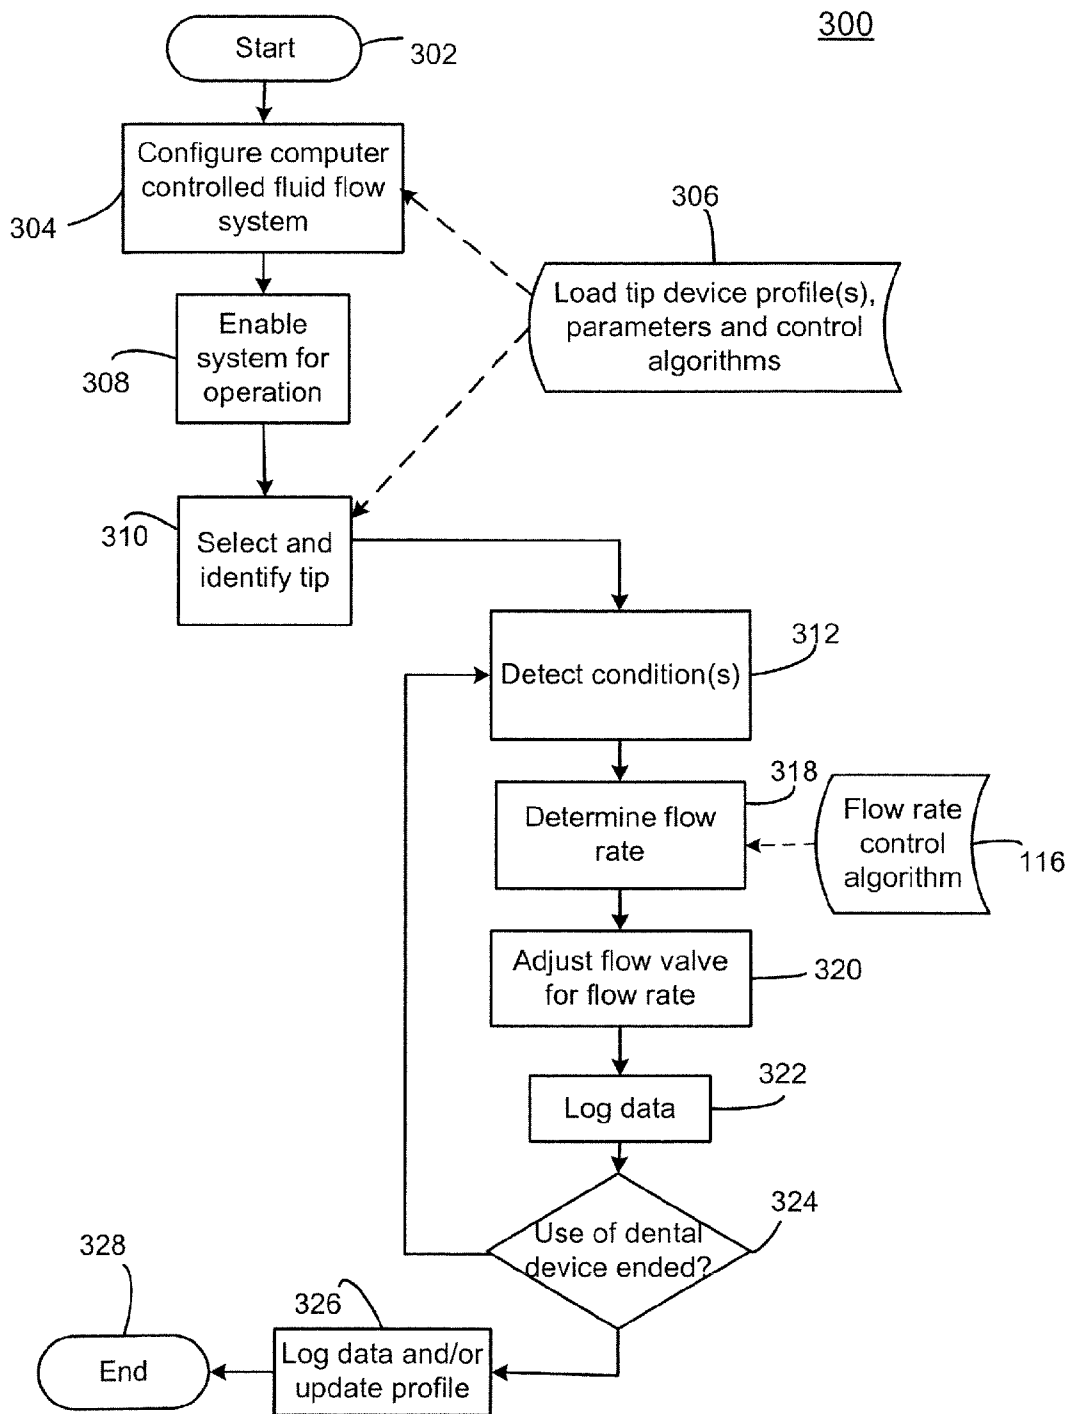 300
Start
302
Configure computer
controlled fluid flow
system
304
306
Load tip device profile(s),
parameters and control
algorithms
Enable
system for
operation
308
310
Select and
identify tip
312
Detect condition(s)
318
Determine flow
rate
Flow rate
control
algorithm
116
Adjust flow valve
for flow rate
320
322
Log data
324
Use of dental
device ended?
328
326
End
Log data and/or
update profile